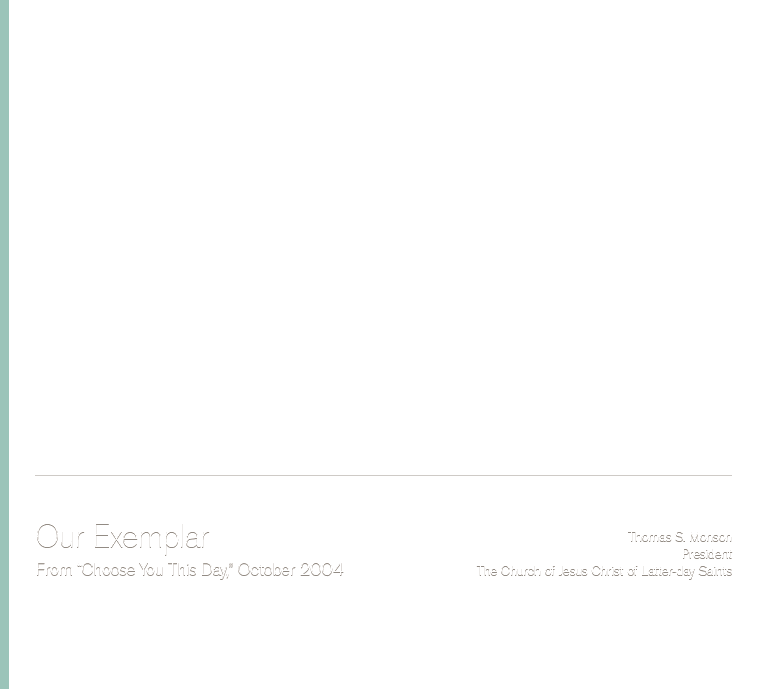 Our Exemplar
From “Choose You This Day,” October 2004
Thomas S. Monson
President
The Church of Jesus Christ of Latter-day Saints